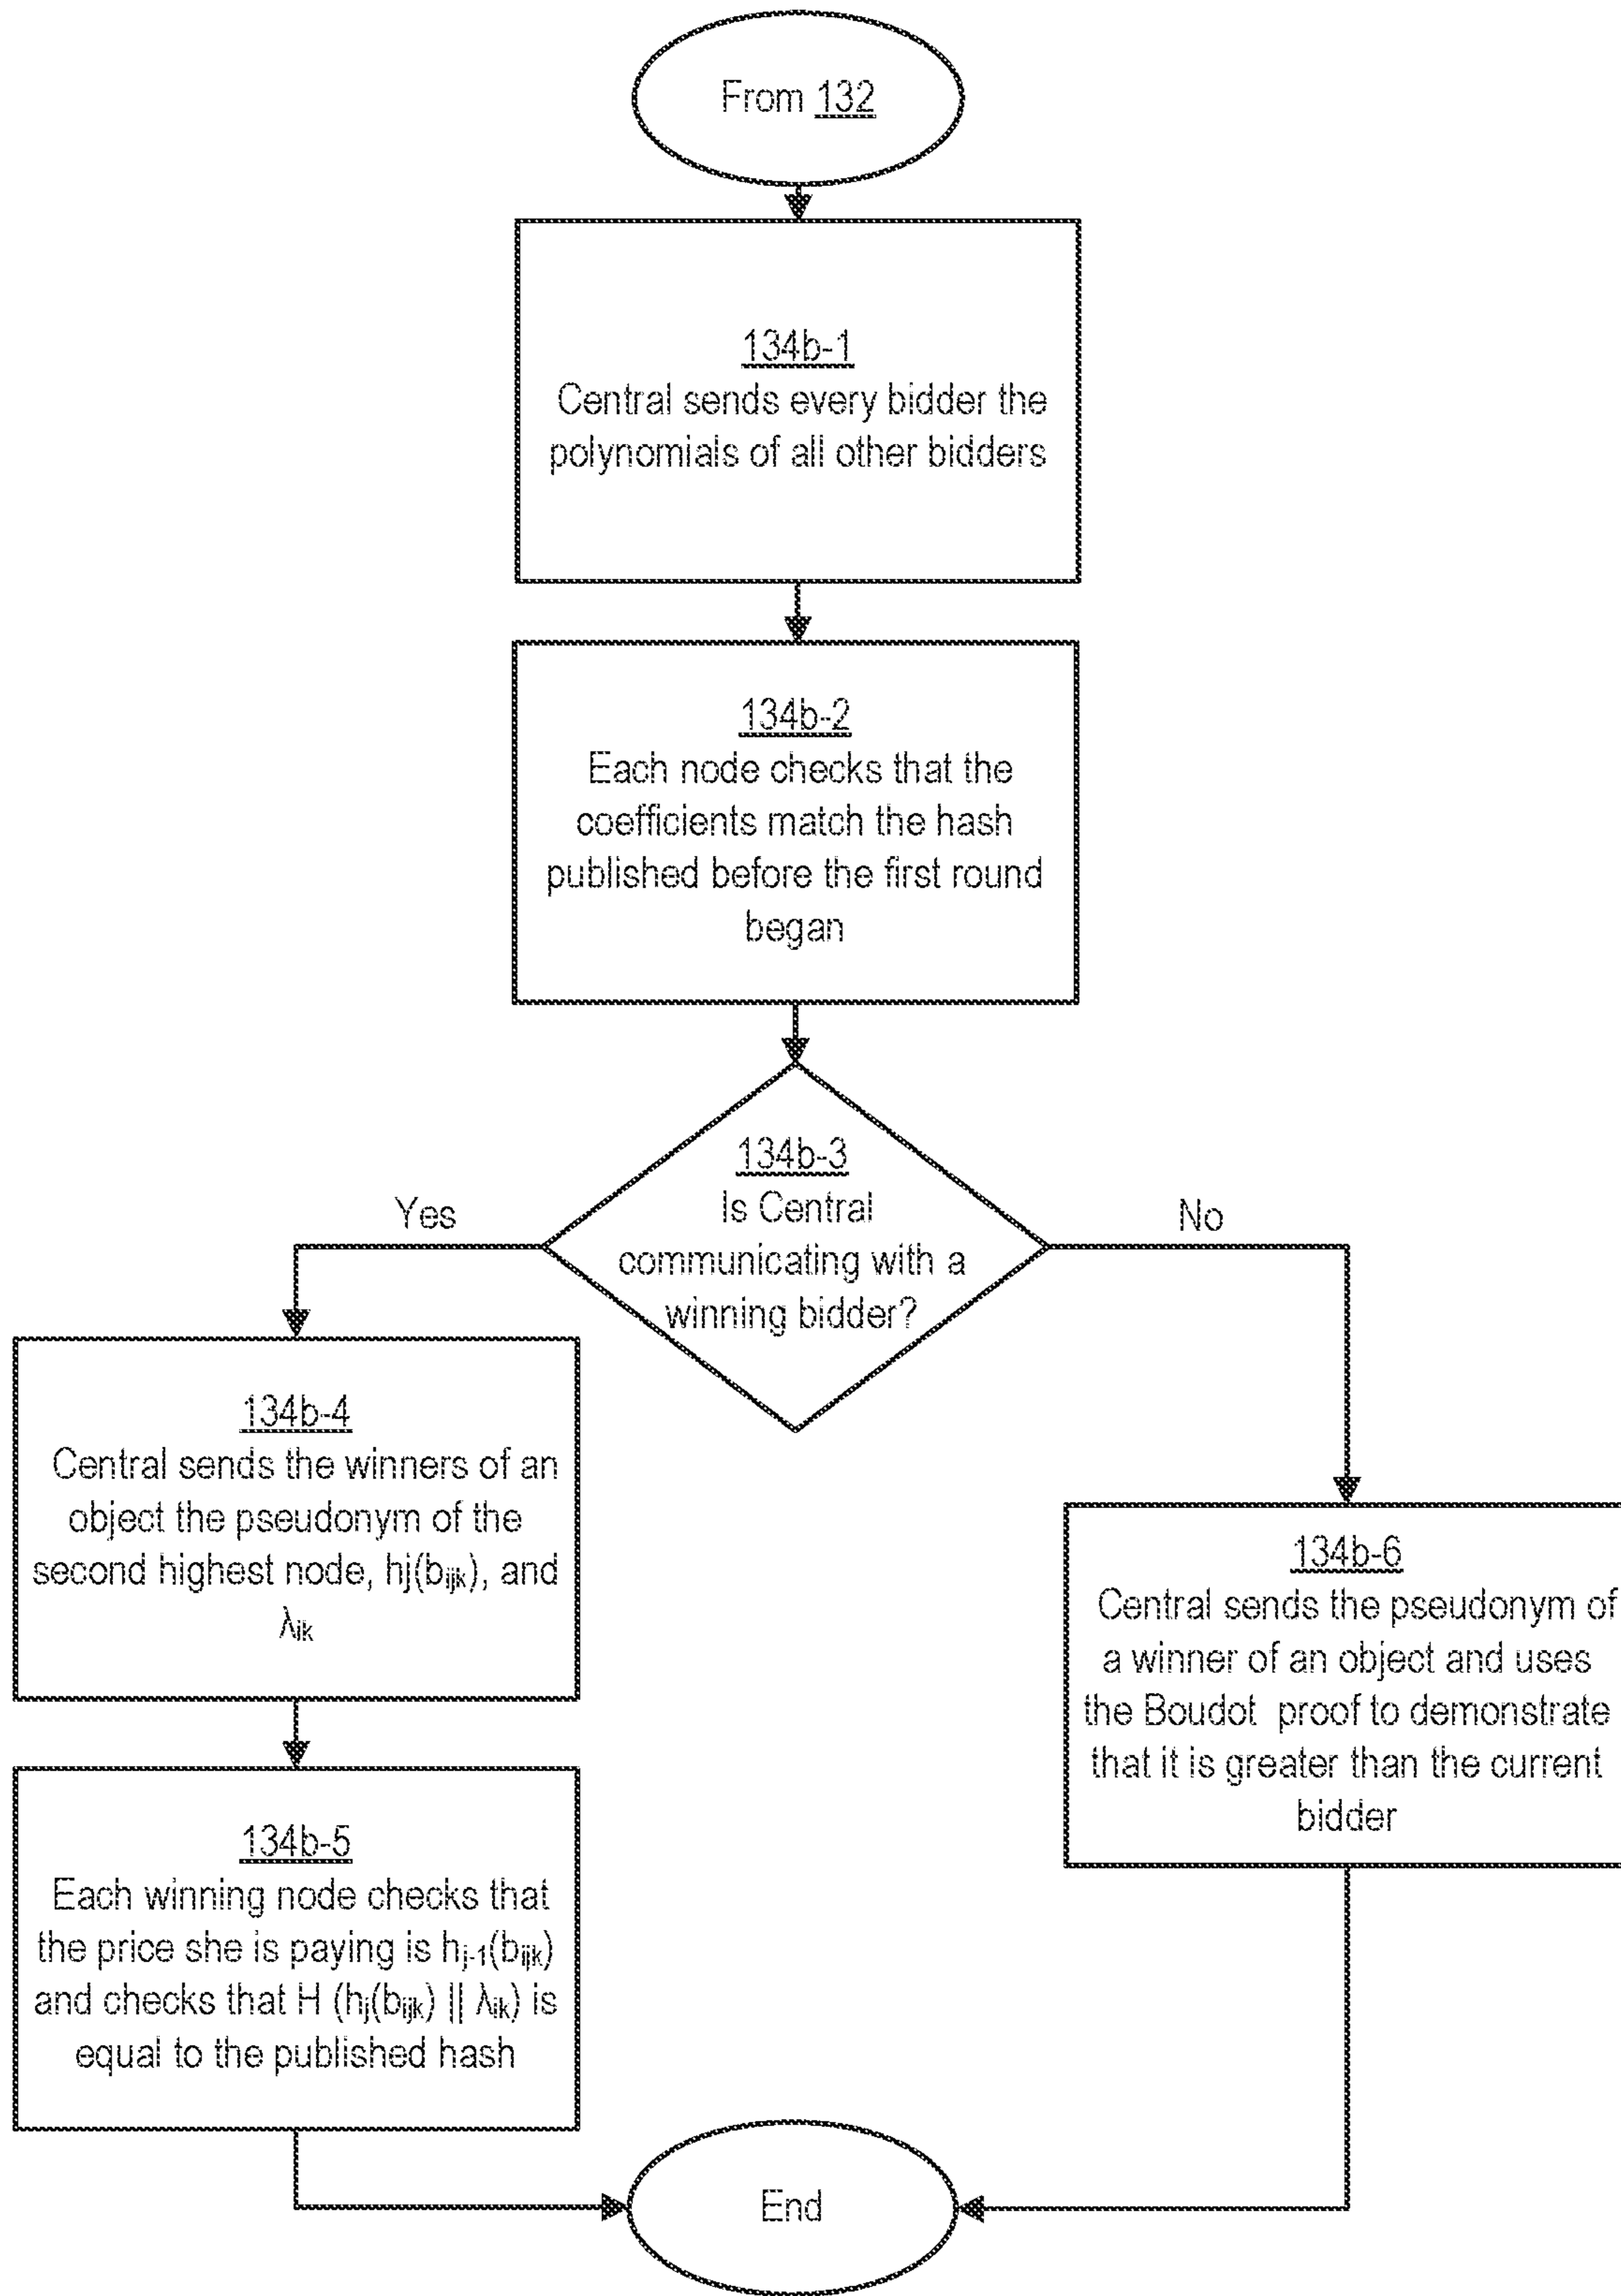 From 132
134b-1
Central sends every bidder the
polynomials of all other bidders
134b-2
Each node checks that the
coefficients match the hash
published before the first round
began
134b-3
Is Central
communicating with a
winning bidder?
Yes
No
134b-4
Central sends the winners of an
object the pseudonym of the
second highest node, hj(bijk), and
λik
134b-5
Each winning node checks that
the price she is paying is hj-1(bijk)
and checks that H (hj(bijk) || λik) is
equal to the published hash
134b-6
Central sends the pseudonym of
a winner of an object and uses
the Boudot proof to demonstrate
that it is greater than the current
bidder
End